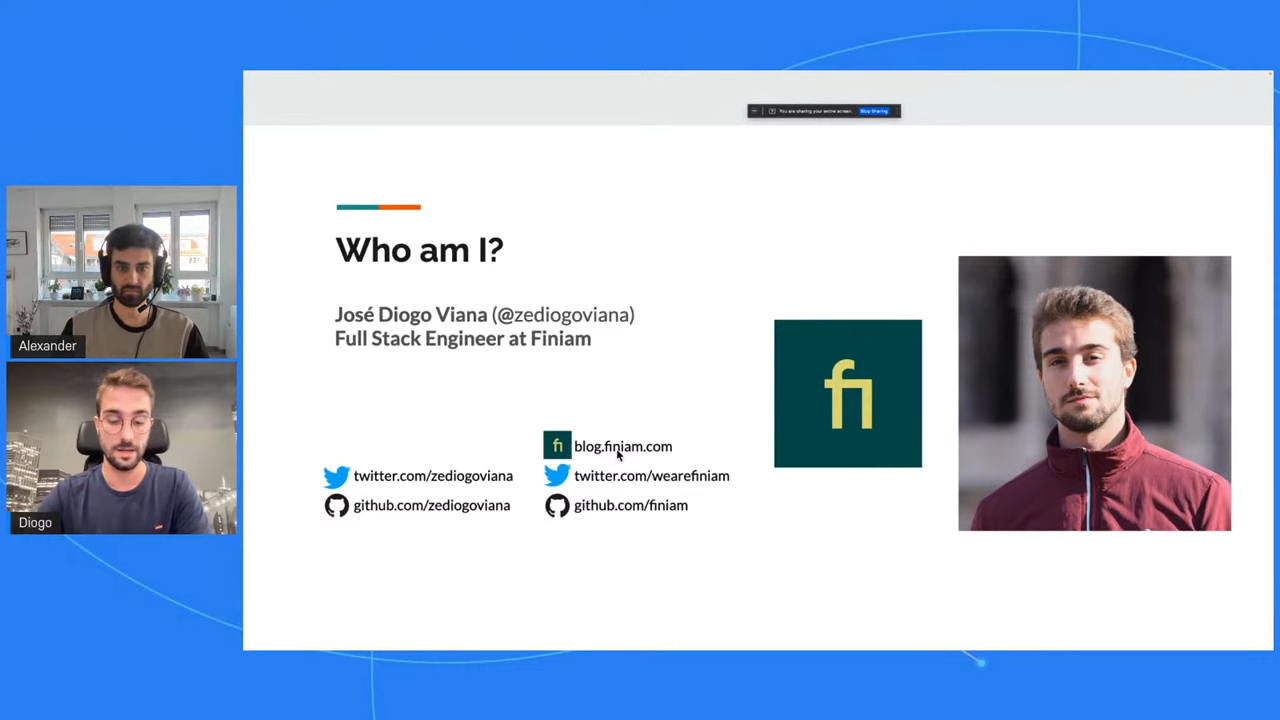 You are sharing your entire screen.
Stop Sharing
Who am I?
José Diogo Viana (@zediogoviana)
Full Stack Engineer at Finiam
fi
fi
blog.finiam.com
twitter.com/zediogoviana
twitter.com/wearefiniam
github.com/zediogoviana
github.com/finiam
Alexander
Diogo